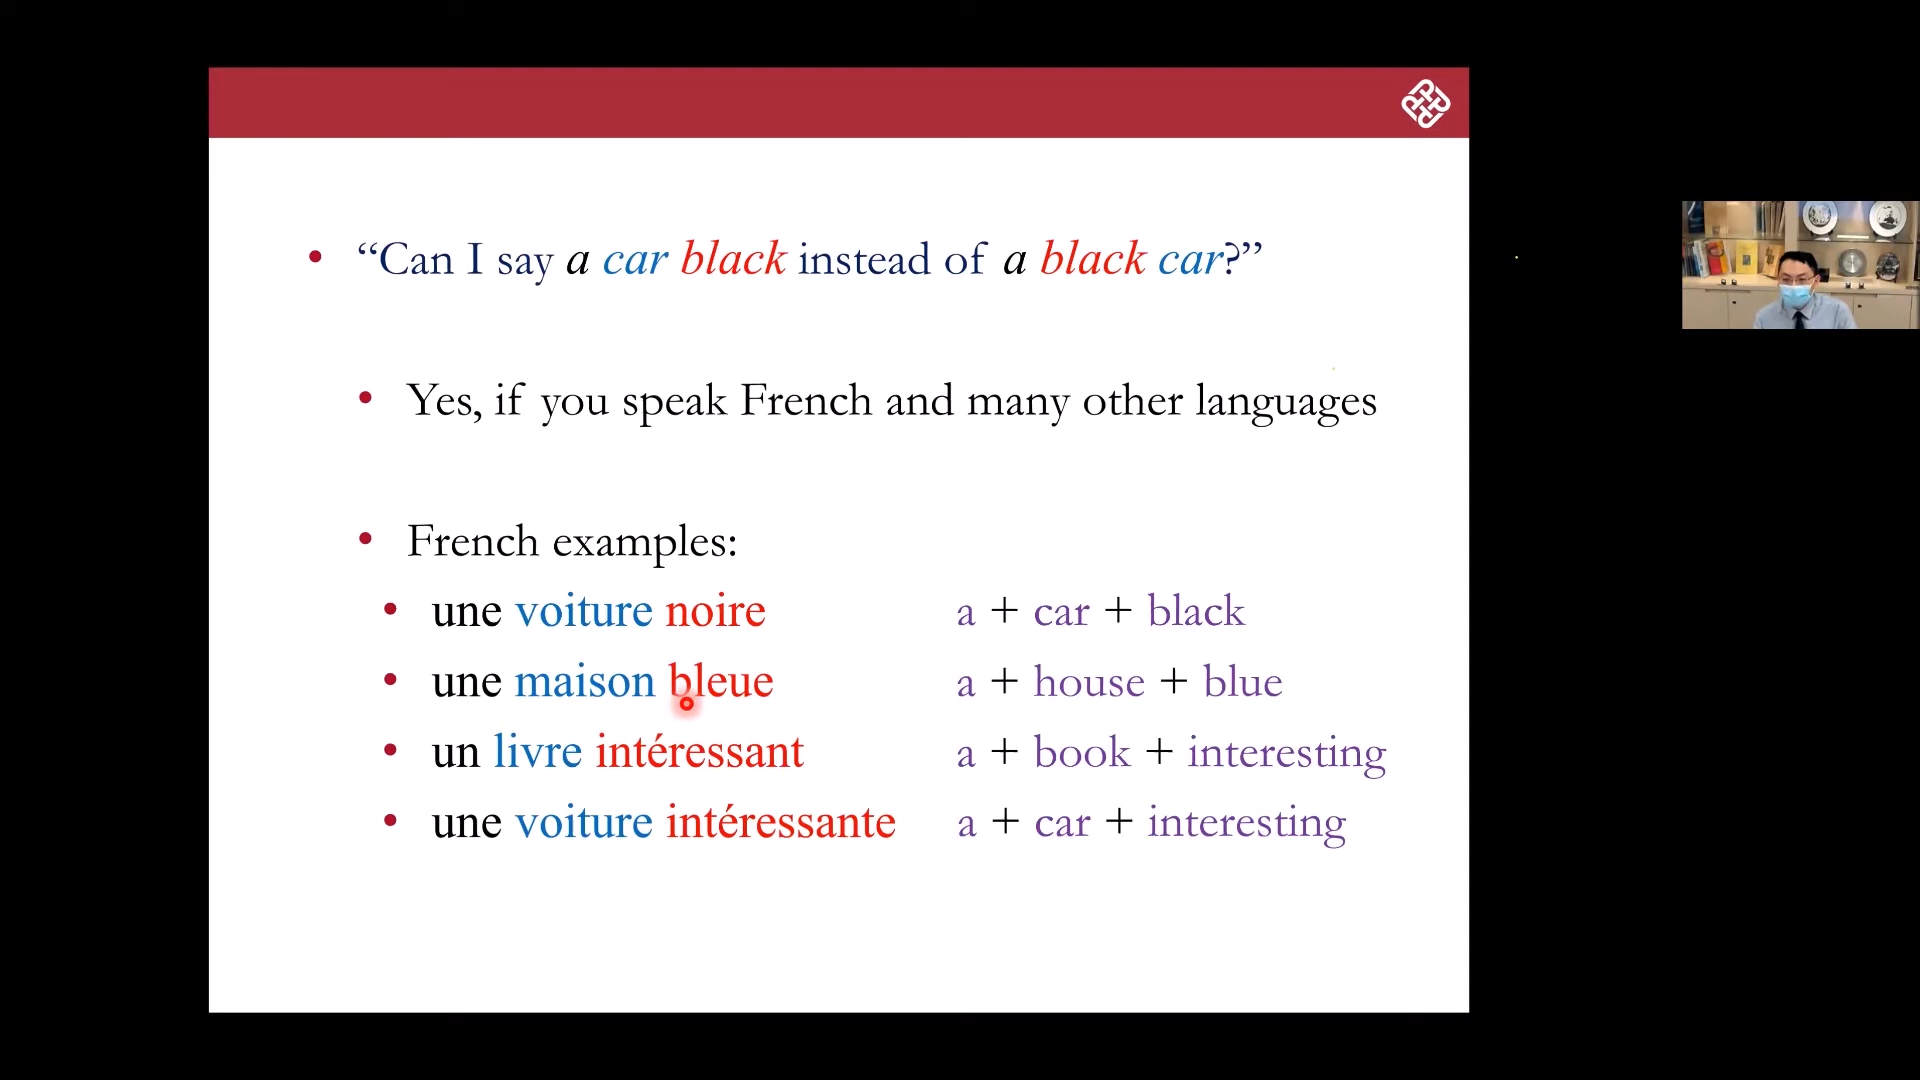 • “Can I say a car black instead of a black car?”
• Yes, if you speak French and many other languages
• French examples:
• une voiture noire a + car + black
• une maison bleue a + house + blue
• un livre intéressant a + book + interesting
• une voiture intéressante a + car + interesting